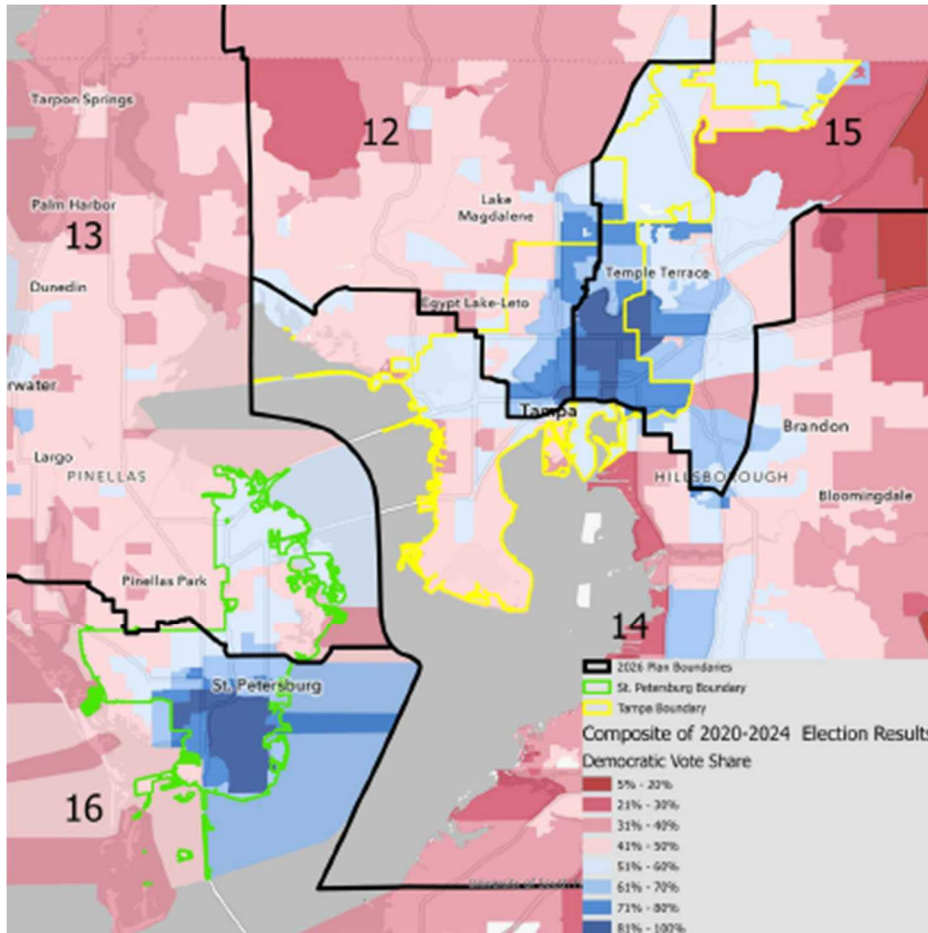 Tarpon Springs
12
15
Palm Harbor
Lake
Magdalene
13
Temple Terrace
Dunedin
Egypt Lake-Leto
rwater
Tampa
Brandon
Largo
PINELLAS
HILLSBOROUGH
Bloomingdale
Pinellas Park
14
St. Petersburg
16
2026 Plan Boundaries
St. Petersburg Boundary
Tampa Boundary
Composite of 2020-2024 Election Results
Democratic Vote Share
5% - 20%
21% - 30%
31% - 40%
41% - 50%
51% - 60%
61% - 70%
71% - 80%
81% - 100%